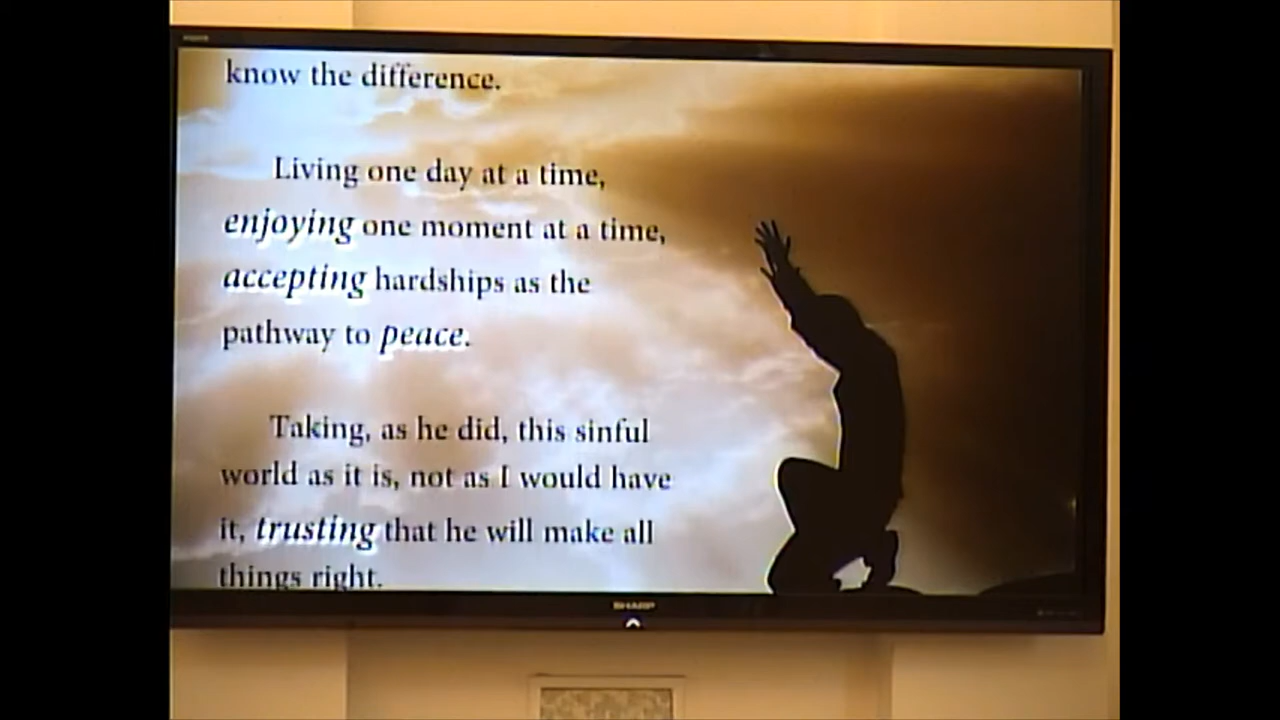 know the difference.
Living one day at a time,
enjoying one moment at a time,
accepting hardships as the
pathway to peace.
Taking, as he did, this sinful
world as it is, not as I would have
it, trusting that he will make all
things right.
SHARP